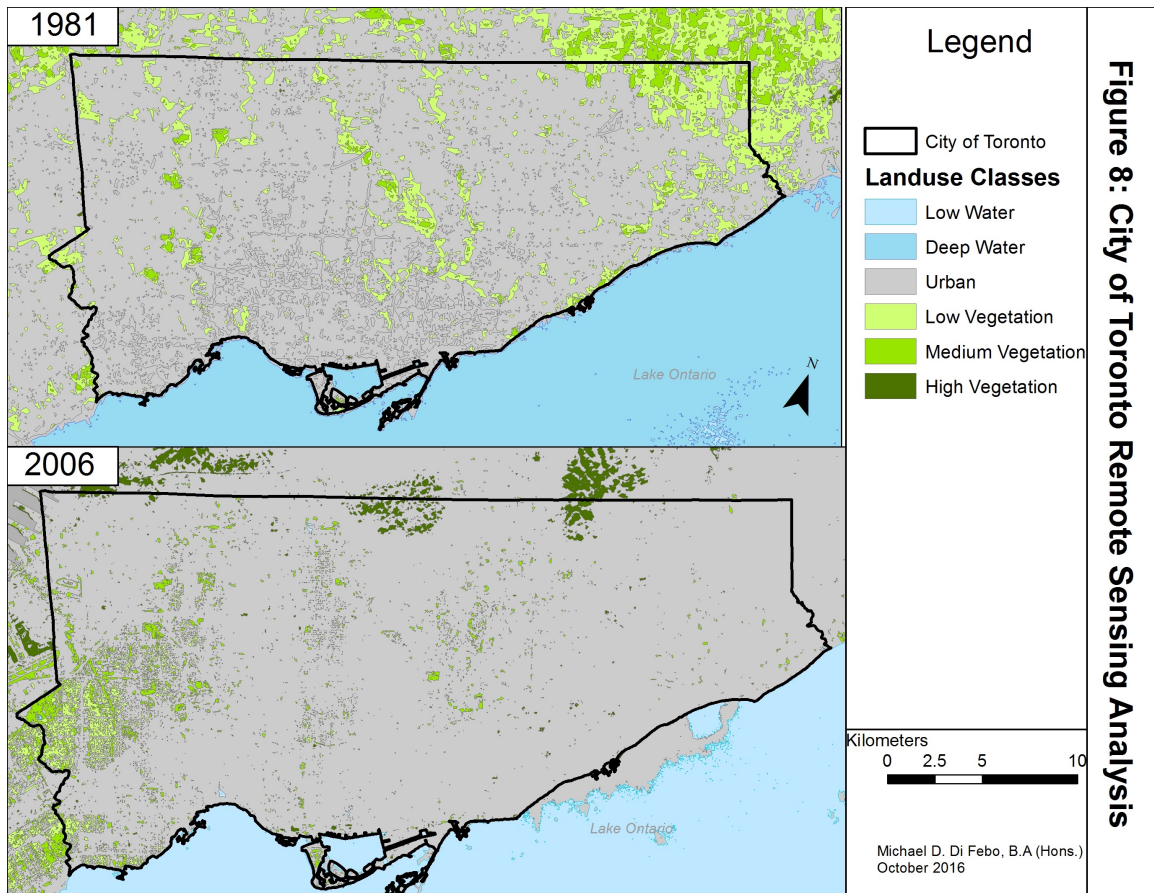 1981
Lake Ontario
N
2006
Lake Ontario
Legend
City of Toronto
Landuse Classes
Low Water
Deep Water
Urban
Low Vegetation
Medium Vegetation
High Vegetation
Kilometers
0 2.5 5 10
Michael D. Di Febo, B.A (Hons.)
October 2016
Figure 8: City of Toronto Remote Sensing Analysis